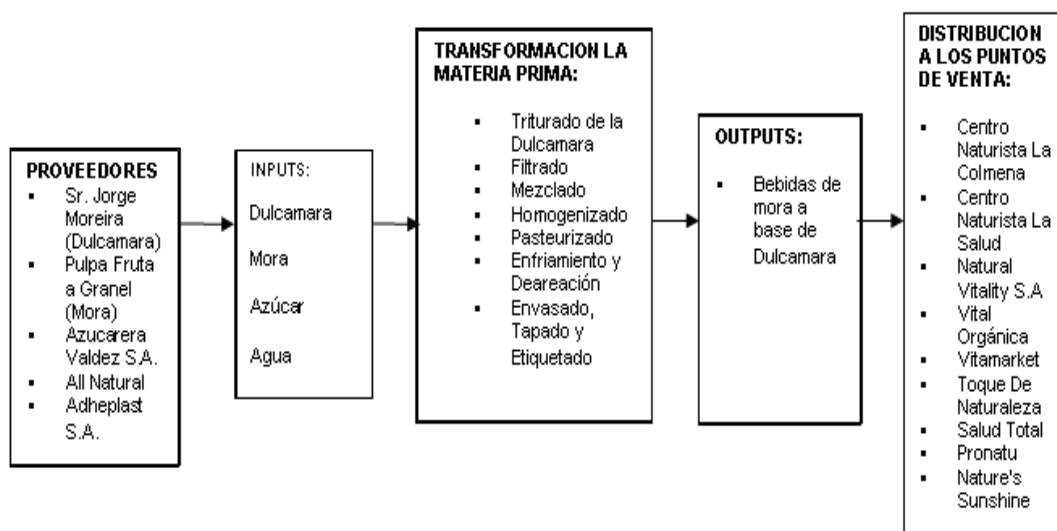 PROVEEDORES
▪ Sr. Jorge
Moreira
(Dulcamara)
▪ Pulpa Fruta
a Granel
(Mora)
▪ Azucarera
Valdez S.A.
▪ All Natural
▪ Adheplast
S.A.
INPUTS:
Dulcamara
Mora
Azúcar
Agua
TRANSFORMACION LA
MATERIA PRIMA:
▪ Triturado de la
Dulcamara
▪ Filtrado
▪ Mezclado
▪ Homogenizado
▪ Pasteurizado
▪ Enfriamiento y
Deareación
▪ Envasado,
Tapado y
Etiquetado
OUTPUTS:
▪ Bebidas de
mora a
base de
Dulcamara
DISTRIBUCION
A LOS PUNTOS
DE VENTA:
▪ Centro
Naturista La
Colmena
▪ Centro
Naturista La
Salud
▪ Natural
Vitality S.A
▪ Vital
Orgánica
▪ Vitamarket
▪ Toque De
Naturaleza
▪ Salud Total
▪ Pronatu
▪ Nature's
Sunshine